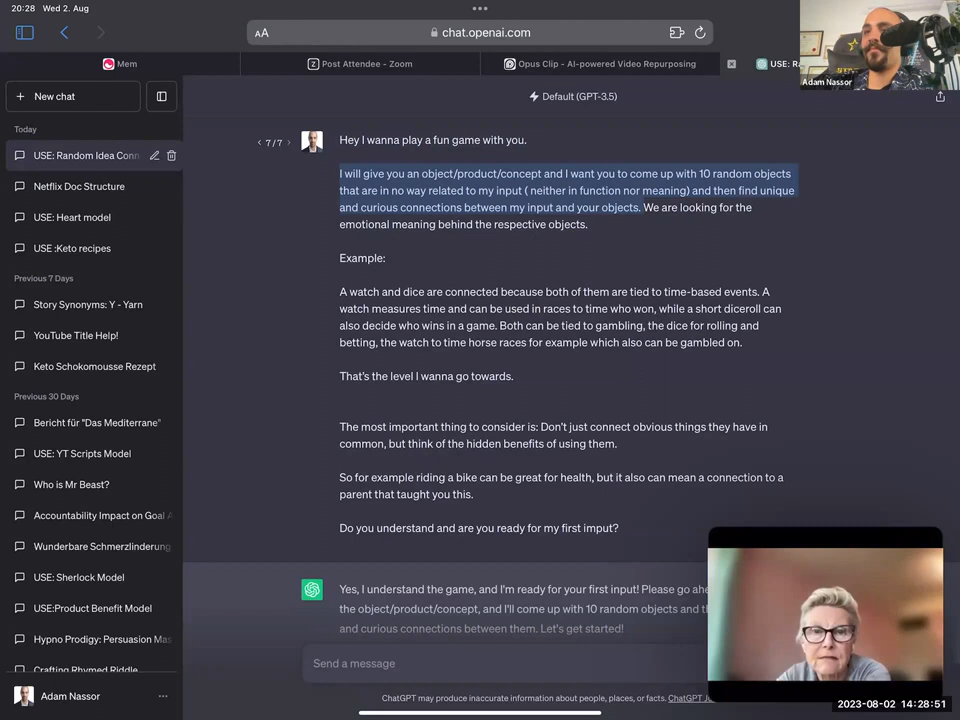 20:28 Wed 2. Aug
AA
chat.openai.com
Mem
Post Attendee - Zoom
Opus Clip - AI-powered Video Repurposing
USE: R
Adam Nassor
New chat
Default (GPT-3.5)
Today
USE: Random Idea Conn
Netflix Doc Structure
USE: Heart model
USE :Keto recipes
Previous 7 Days
Story Synonyms: Y - Yarn
YouTube Title Help!
Keto Schokomousse Rezept
Previous 30 Days
Bericht für "Das Mediterrane"
USE: YT Scripts Model
Who is Mr Beast?
Accountability Impact on Goal A
Wunderbare Schmerzlinderung
USE: Sherlock Model
USE:Product Benefit Model
Hypno Prodigy: Persuasion Mas
Crafting Rhymed Riddle
Adam Nassor
7/7
Hey I wanna play a fun game with you.
I will give you an object/product/concept and I want you to come up with 10 random objects
that are in no way related to my input ( neither in function nor meaning) and then find unique
and curious connections between my input and your objects. We are looking for the
emotional meaning behind the respective objects.
Example:
A watch and dice are connected because both of them are tied to time-based events. A
watch measures time and can be used in races to time who won, while a short diceroll can
also decide who wins in a game. Both can be tied to gambling, the dice for rolling and
betting, the watch to time horse races for example which also can be gambled on.
That's the level I wanna go towards.
The most important thing to consider is: Don't just connect obvious things they have in
common, but think of the hidden benefits of using them.
So for example riding a bike can be great for health, but it also can mean a connection to a
parent that taught you this.
Do you understand and are you ready for my first imput?
Yes, I understand the game, and I'm ready for your first input! Please go ahe
the object/product/concept, and I'll come up with 10 random objects and th
and curious connections between them. Let's get started!
Send a message
ChatGPT may produce inaccurate information about people, places, or facts. ChatGPT Ju
2023-08-02 14:28:51